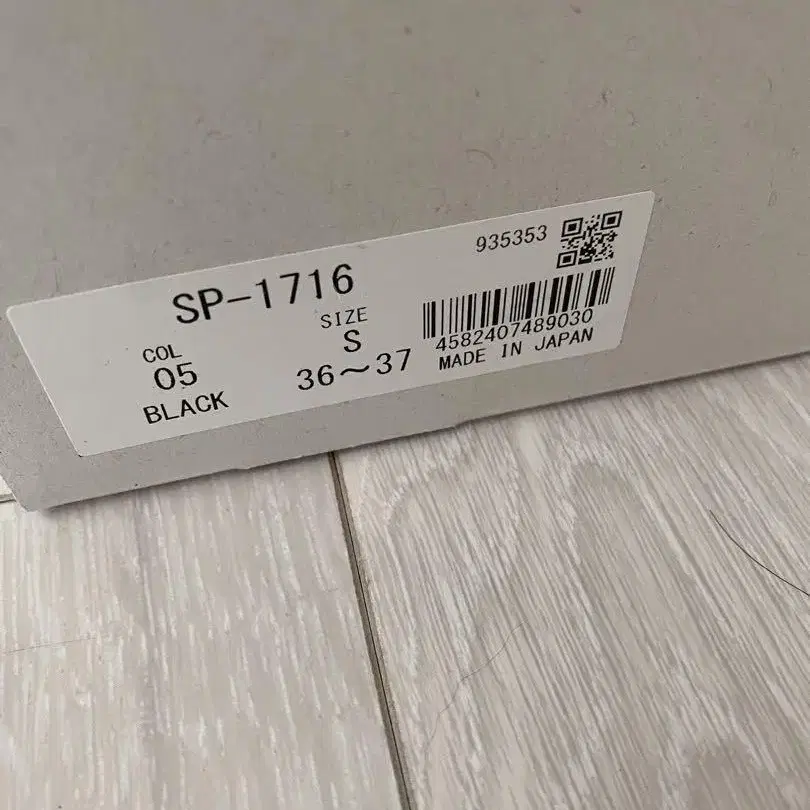 935353
SP-1716
COL
05
BLACK
SIZE
S
36～37
4582407489030
MADE IN JAPAN